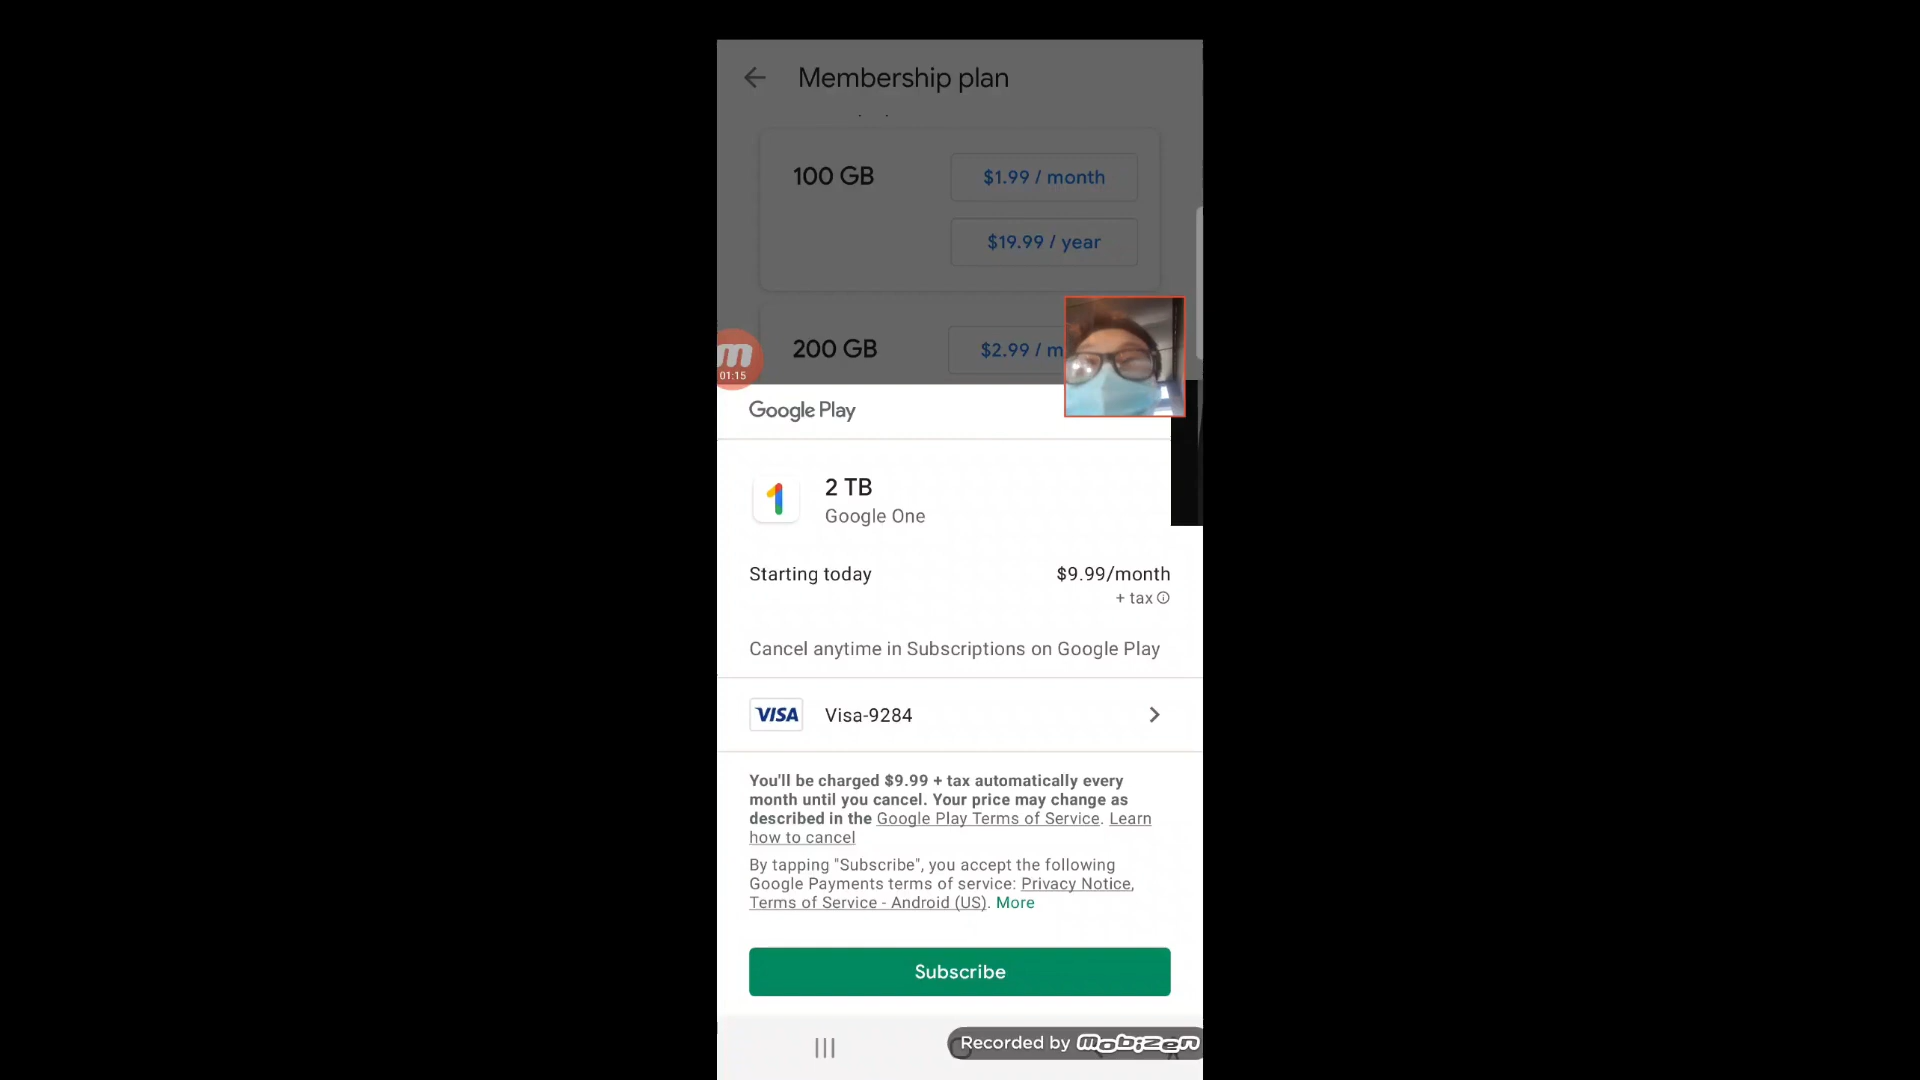 Membership plan
100 GB
$1.99 / month
$19.99 / year
200 GB
$2.99 / m
01:15
Google Play
2 TB
Google One
Starting today
$9.99/month
+ tax
Cancel anytime in Subscriptions on Google Play
VISA
Visa-9284
You'll be charged $9.99 + tax automatically every
month until you cancel. Your price may change as
described in the Google Play Terms of Service. Learn
how to cancel
By tapping "Subscribe", you accept the following
Google Payments terms of service: Privacy Notice,
Terms of Service - Android (US). More
Subscribe
Recorded by mobizen